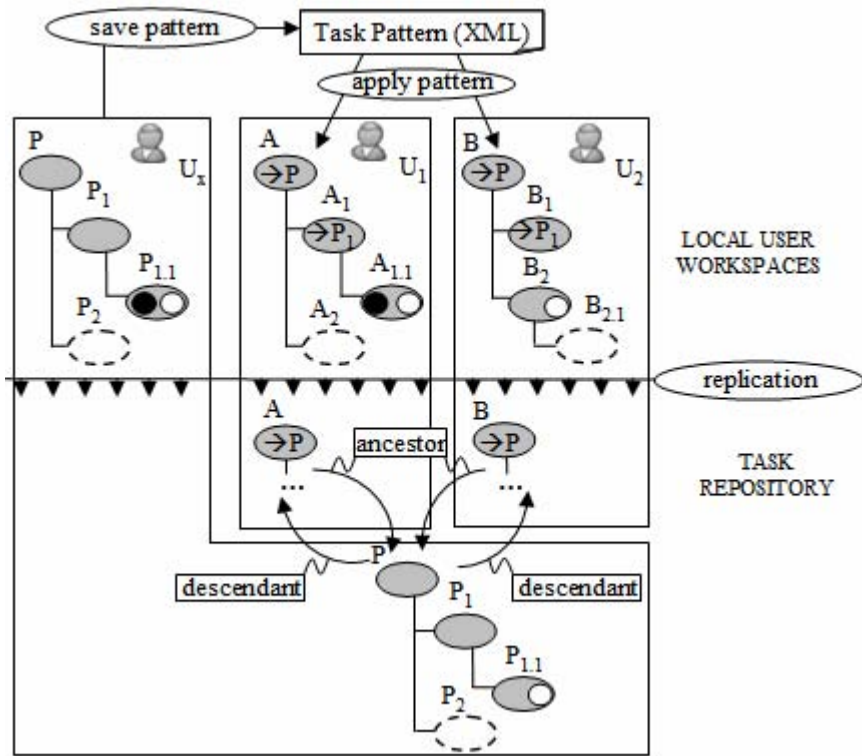 save pattern
Task Pattern (XML)
apply pattern
P
Uₓ
P₁
P₁.₁
P₂
A
→P
U₁
A₁
→P₁
A₁.₁
A₂
B
→P
U₂
B₁
→P₁
B₂
B₂.₁
LOCAL USER
WORKSPACES
replication
A
→P
...
ancestor
B
→P
...
TASK
REPOSITORY
descendant
P
descendant
P₁
P₁.₁
P₂